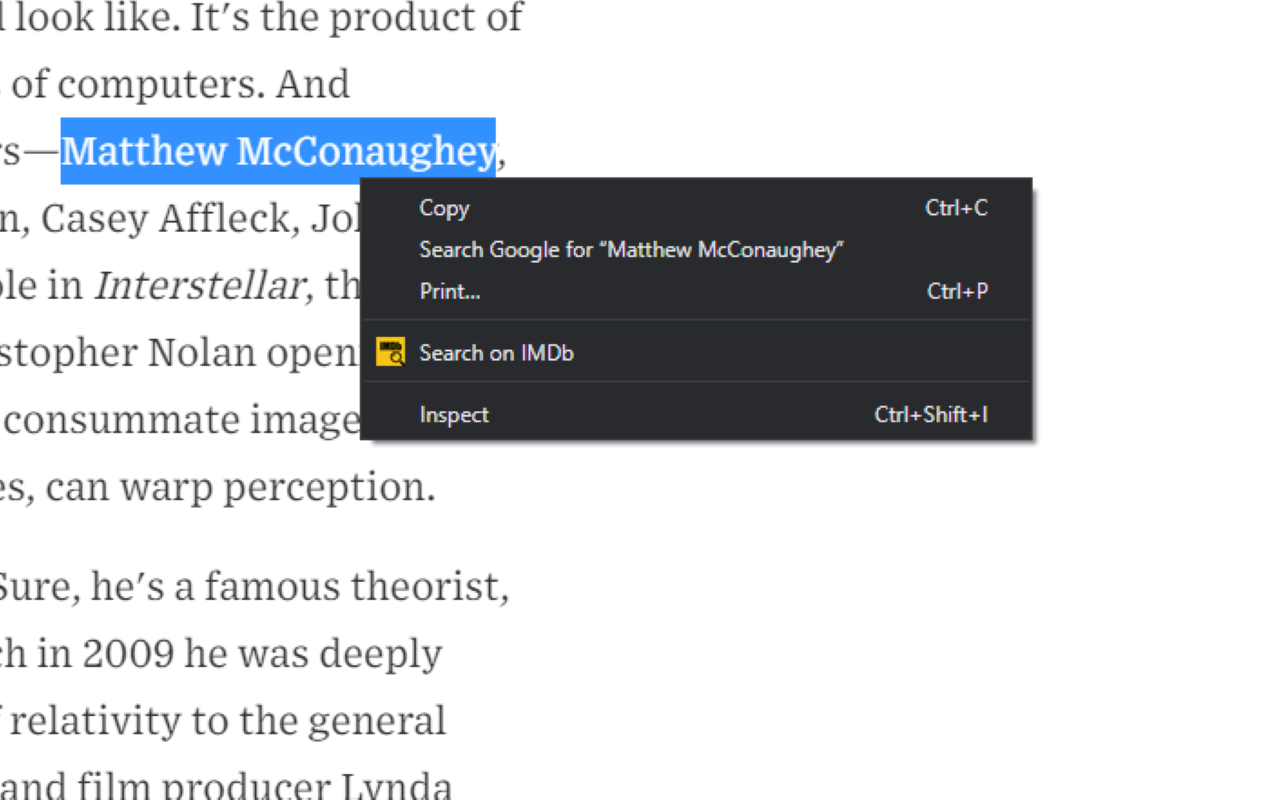 look like. It's the product of
of computers. And
rs—Matthew McConaughey,
n, Casey Affleck, Jo
Copy Ctrl+C
Search Google for “Matthew McConaughey”
ole in Interstellar, th
Print... Ctrl+P
stopher Nolan open
IMDb Search on IMDb
consummate image
Inspect Ctrl+Shift+I
es, can warp perception.
Sure, he's a famous theorist,
ch in 2009 he was deeply
relativity to the general
and film producer Lynda